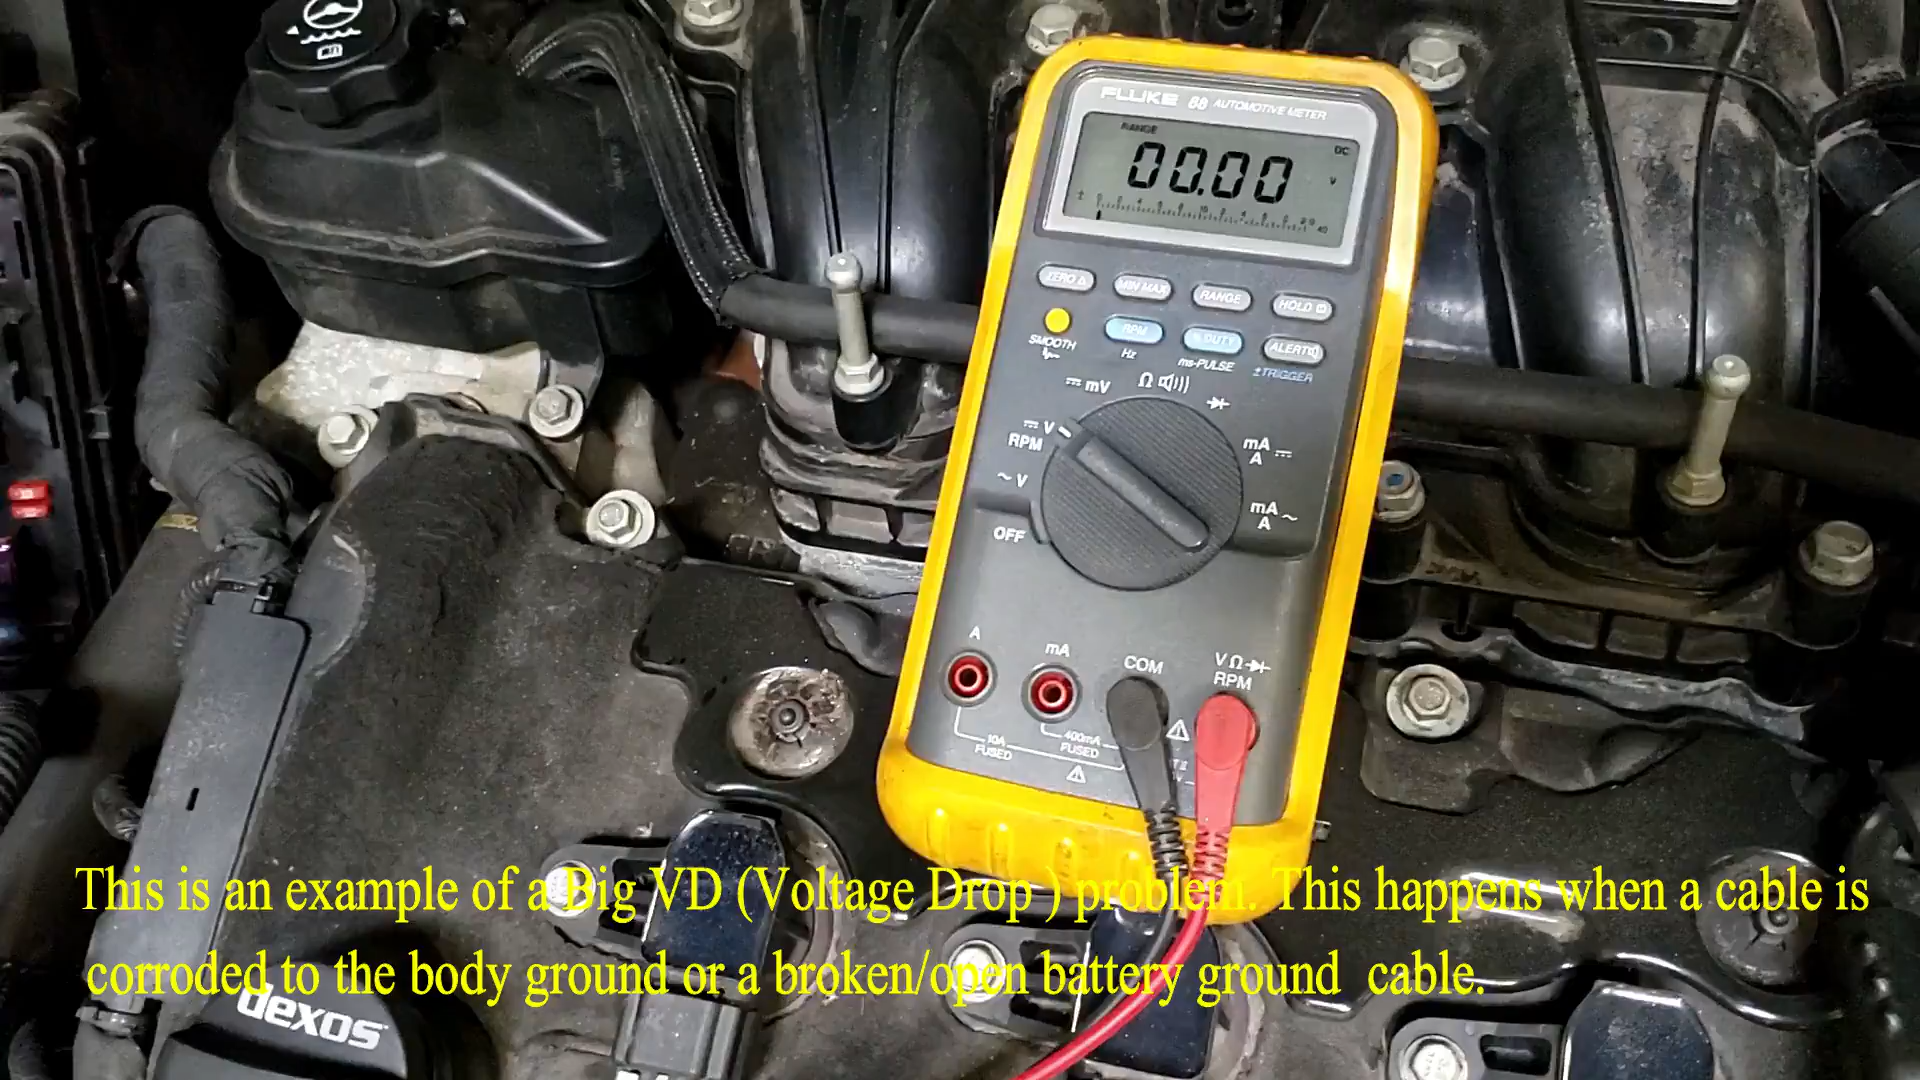 FLUKE 88 AUTOMOTIVE METER
RANGE
DC
00.00
V
ZERO Δ MIN MAX RANGE HOLD
RPM % DUTY ALERT
SMOOTH Hz ms-PULSE ±TRIGGER
mV Ω
V
RPM
mA
A
~ V
mA
A ~
OFF
A mA COM VΩ
RPM
10A
FUSED
400mA
FUSED
This is an example of a Big VD (Voltage Drop ) problem. This happens when a cable is
corroded to the body ground or a broken/open battery ground cable.
dexos